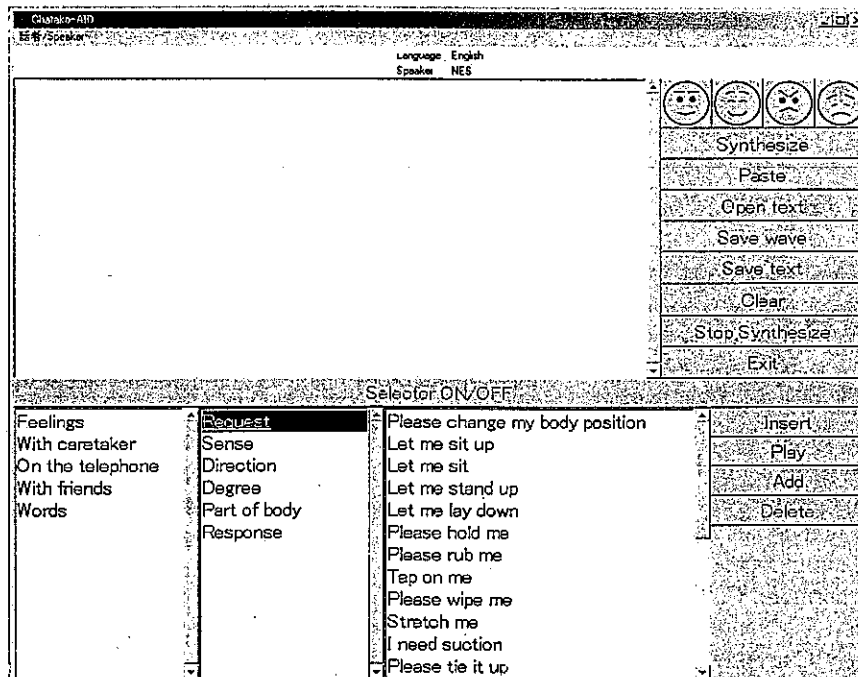 Chatako-AID
話者/Speaker
Language English
Speaker NES
Synthesize
Paste
Open text
Save wave
Save text
Clear
Stop Synthesize
Exit
Selector ON/OFF
Feelings
With caretaker
On the telephone
With friends
Words
Request
Sense
Direction
Degree
Part of body
Response
Please change my body position
Let me sit up
Let me sit
Let me stand up
Let me lay down
Please hold me
Please rub me
Tap on me
Please wipe me
Stretch me
I need suction
Please tie it up
Insert
Play
Add
Delete